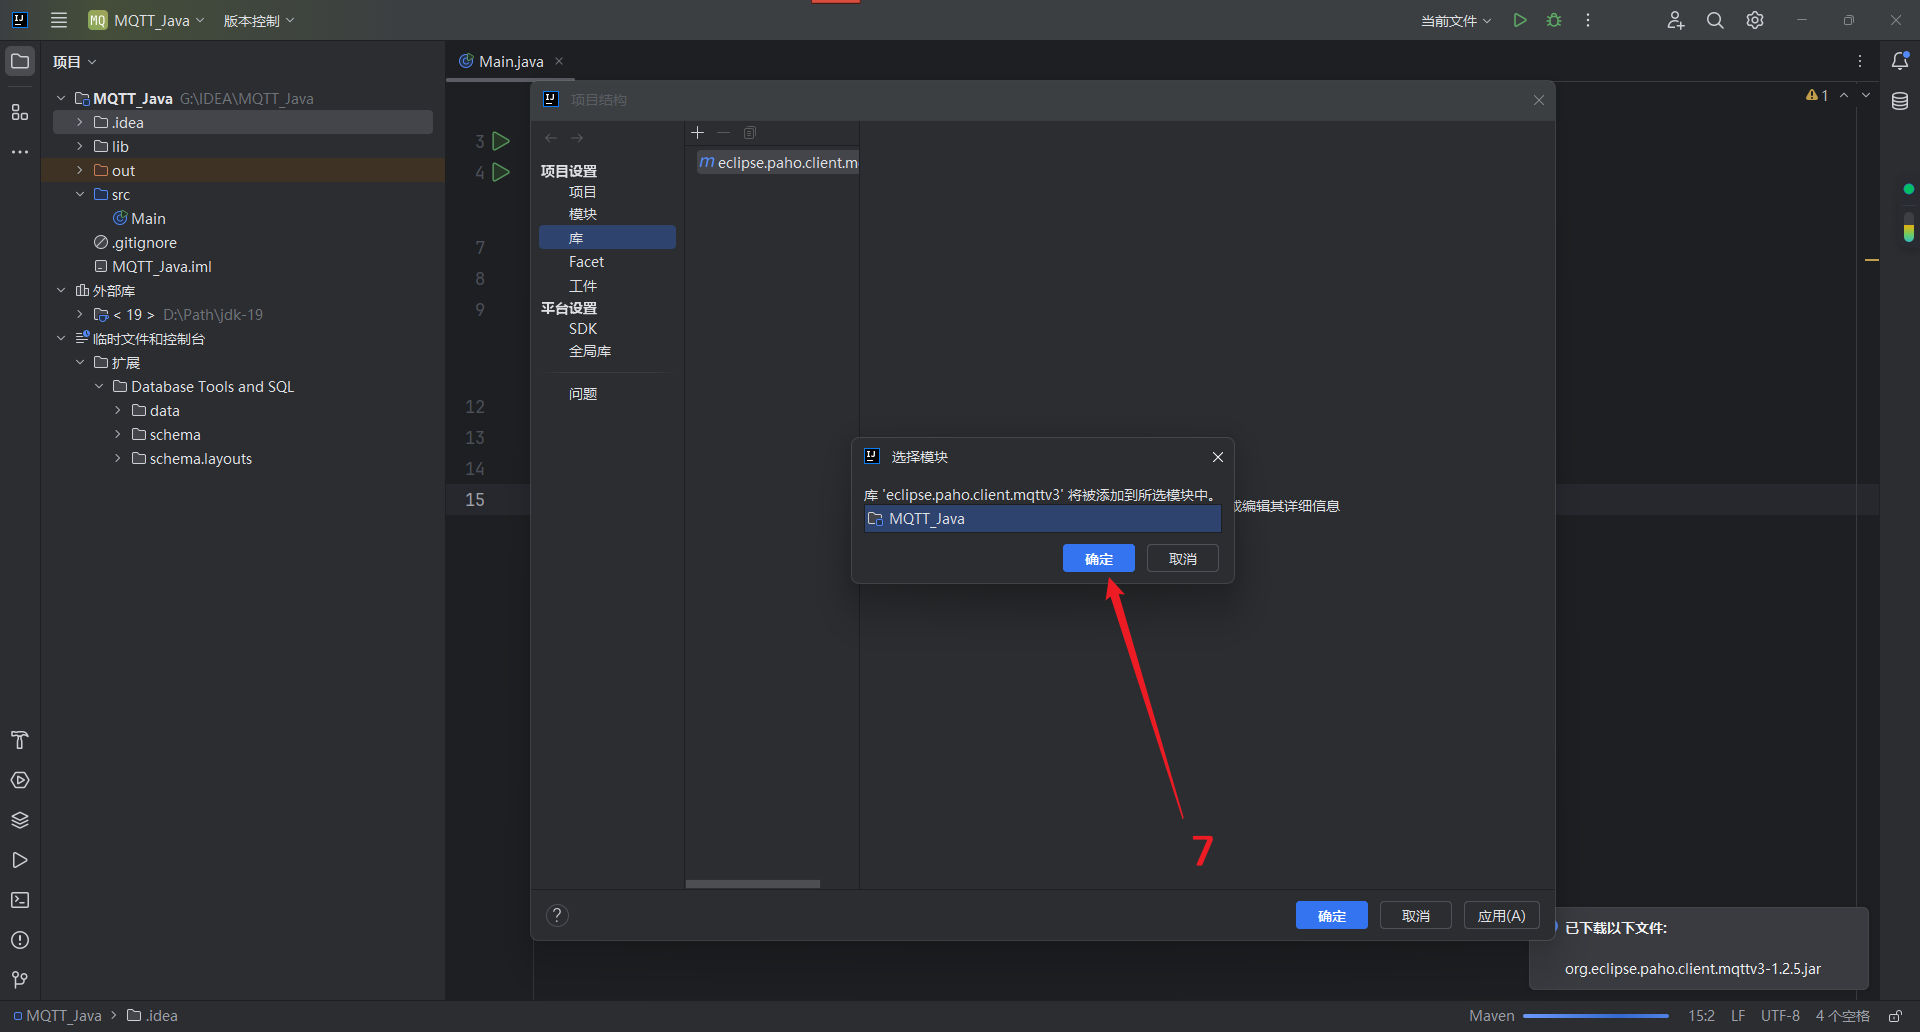 MQ MQTT_Java 版本控制 当前文件
项目
MQTT_Java G:\IDEA\MQTT_Java
.idea
lib
out
src
Main
.gitignore
MQTT_Java.iml
外部库
< 19 > D:\Path\jdk-19
临时文件和控制台
扩展
Database Tools and SQL
data
schema
schema.layouts
Main.java
1
3
4
7
8
9
12
13
14
15
项目结构
项目设置
项目
模块
库
Facet
工件
平台设置
SDK
全局库
问题
eclipse.paho.client.m
选择模块
库 'eclipse.paho.client.mqttv3' 将被添加到所选模块中。
MQTT_Java
确定 取消
编辑其详细信息
7
? 确定 取消 应用(A)
已下载以下文件:
org.eclipse.paho.client.mqttv3-1.2.5.jar
MQTT_Java > .idea Maven 15:2 LF UTF-8 4 个空格